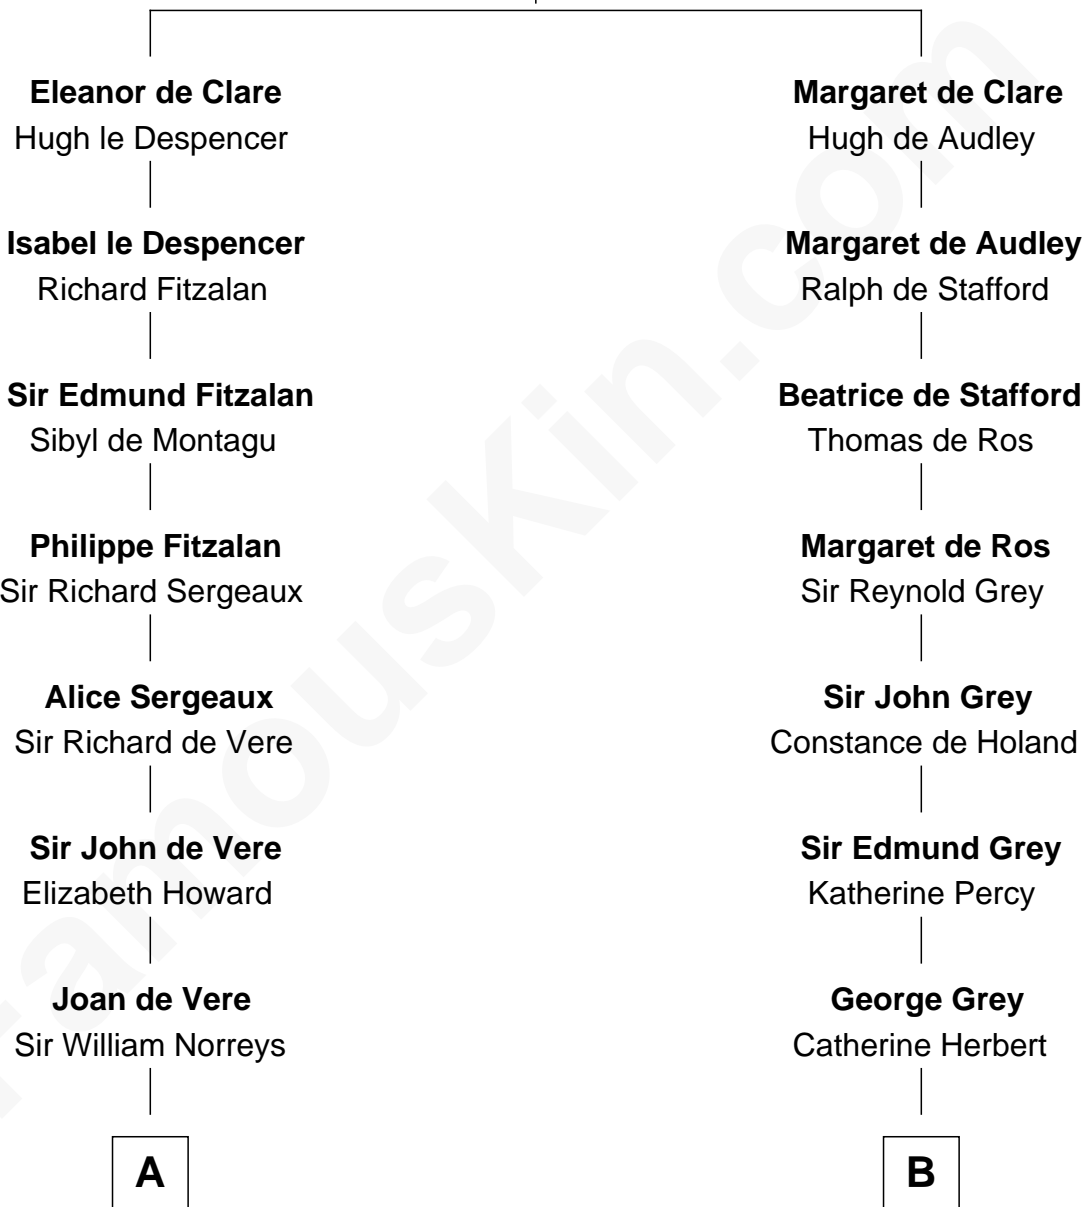 Eleanor de Clare
Hugh le Despencer
Isabel le Despencer
Richard Fitzalan
Sir Edmund Fitzalan
Sibyl de Montagu
Philippe Fitzalan
Sir Richard Sergeaux
Alice Sergeaux
Sir Richard de Vere
Sir John de Vere
Elizabeth Howard
Joan de Vere
Sir William Norreys
A
Margaret de Clare
Hugh de Audley
Margaret de Audley
Ralph de Stafford
Beatrice de Stafford
Thomas de Ros
Margaret de Ros
Sir Reynold Grey
Sir John Grey
Constance de Holand
Sir Edmund Grey
Katherine Percy
George Grey
Catherine Herbert
B
FamousKin.com